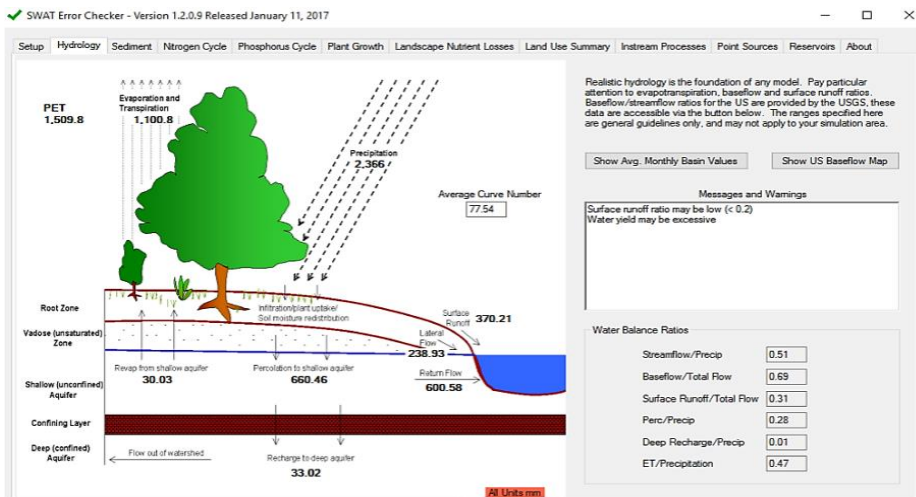 SWAT Error Checker - Version 1.2.0.9 Released January 11, 2017
Setup Hydrology Sediment Nitrogen Cycle Phosphorus Cycle Plant Growth Landscape Nutrient Losses Land Use Summary Instream Processes Point Sources Reservoirs About
PET
1,509.8
Evaporation and
Transpiration
1,100.8
Precipitation
2,366
Average Curve Number
77.54
Root Zone
Infiltration/plant uptake/
Soil moisture redistribution
Surface
Runoff
370.21
Vadose (unsaturated)
Zone
Lateral
Flow
238.93
Revap from shallow aquifer
30.03
Percolation to shallow aquifer
660.46
Return Flow
600.58
Shallow (unconfined)
Aquifer
Confining Layer
Deep (confined)
Aquifer
Flow out of watershed
Recharge to deep aquifer
33.02
All Units mm
Realistic hydrology is the foundation of any model. Pay particular
attention to evapotranspiration, baseflow and surface runoff ratios.
Baseflow/streamflow ratios for the US are provided by the USGS, these
data are accessible via the button below. The ranges specified here
are general guidelines only, and may not apply to your simulation area.
Show Avg. Monthly Basin Values
Show US Baseflow Map
Messages and Warnings
Surface runoff ratio may be low (< 0.2)
Water yield may be excessive
Water Balance Ratios
Streamflow/Precip 0.51
Baseflow/Total Flow 0.69
Surface Runoff/Total Flow 0.31
Perc/Precip 0.28
Deep Recharge/Precip 0.01
ET/Precipitation 0.47